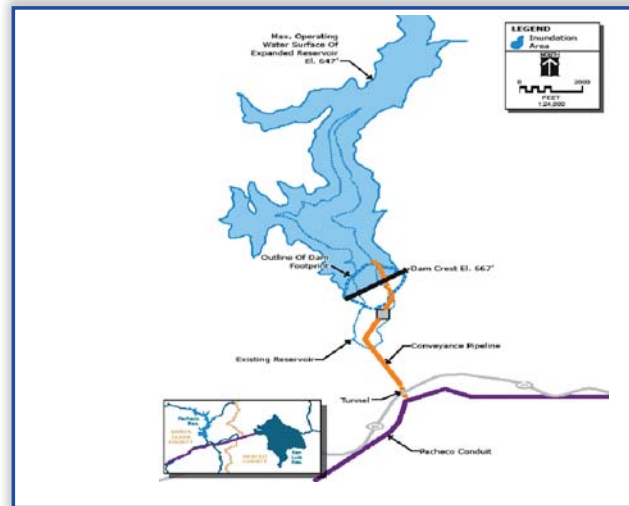 Max. Operating
Water Surface Of
Expanded Reservoir
El. 647'
LEGEND
Inundation
Area
NORTH
0 2000
FEET
1:24,000
Outline Of Dam
Footprint
Dam Crest El. 667'
Existing Reservoir
Conveyance Pipeline
Tunnel
Pacheco Conduit
Pacheco
Res.
SANTA
CLARA
COUNTY
MERCED
COUNTY
San
Luis
Res.